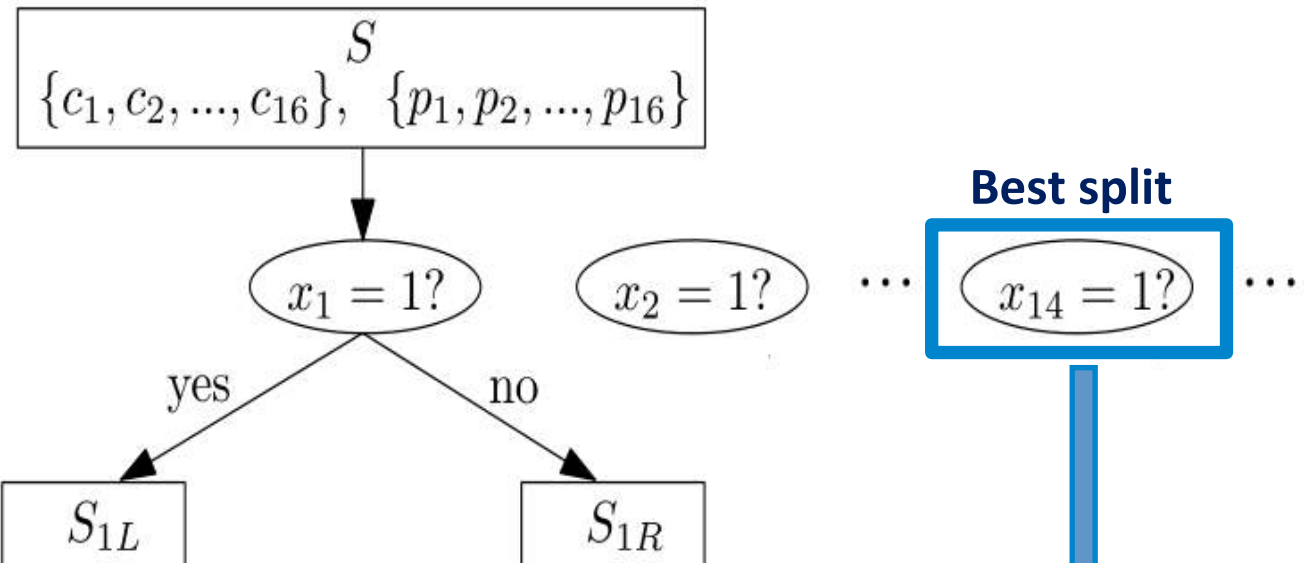 S
{c₁, c₂, ..., c₁₆}, {p₁, p₂, ..., p₁₆}
Best split
x₁ = 1?
x₂ = 1?
...
x₁₄ = 1?
...
yes
no
S₁L
S₁R